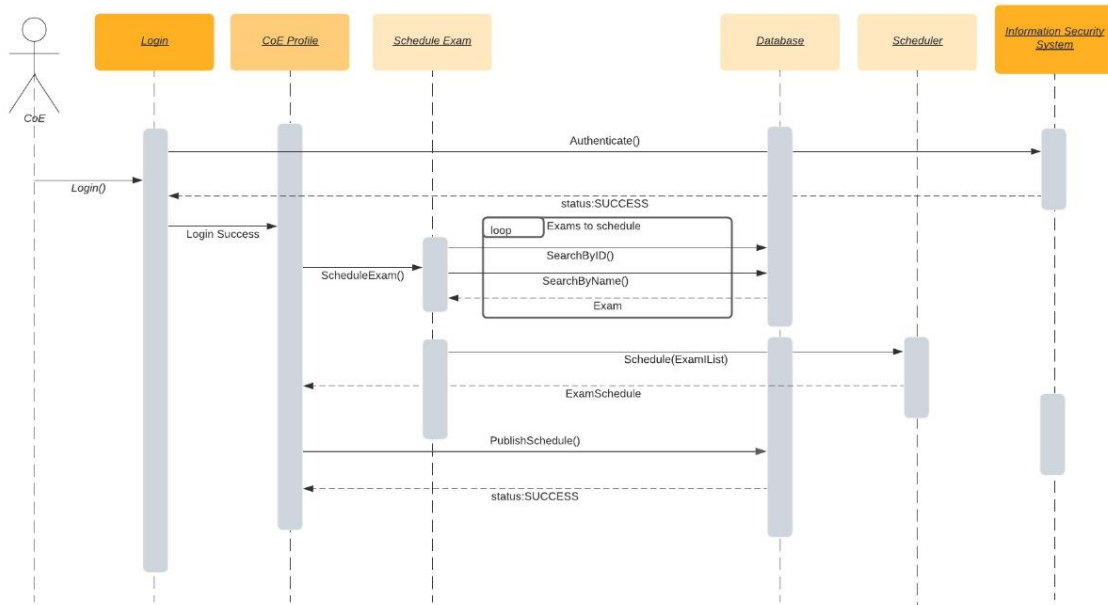 Login
CoE Profile
Schedule Exam
Database
Scheduler
Information Security
System
CoE
Authenticate()
Login()
status:SUCCESS
Login Success
loop
Exams to schedule
SearchByID()
ScheduleExam()
SearchByName()
Exam
Schedule(ExamIList)
ExamSchedule
PublishSchedule()
status:SUCCESS